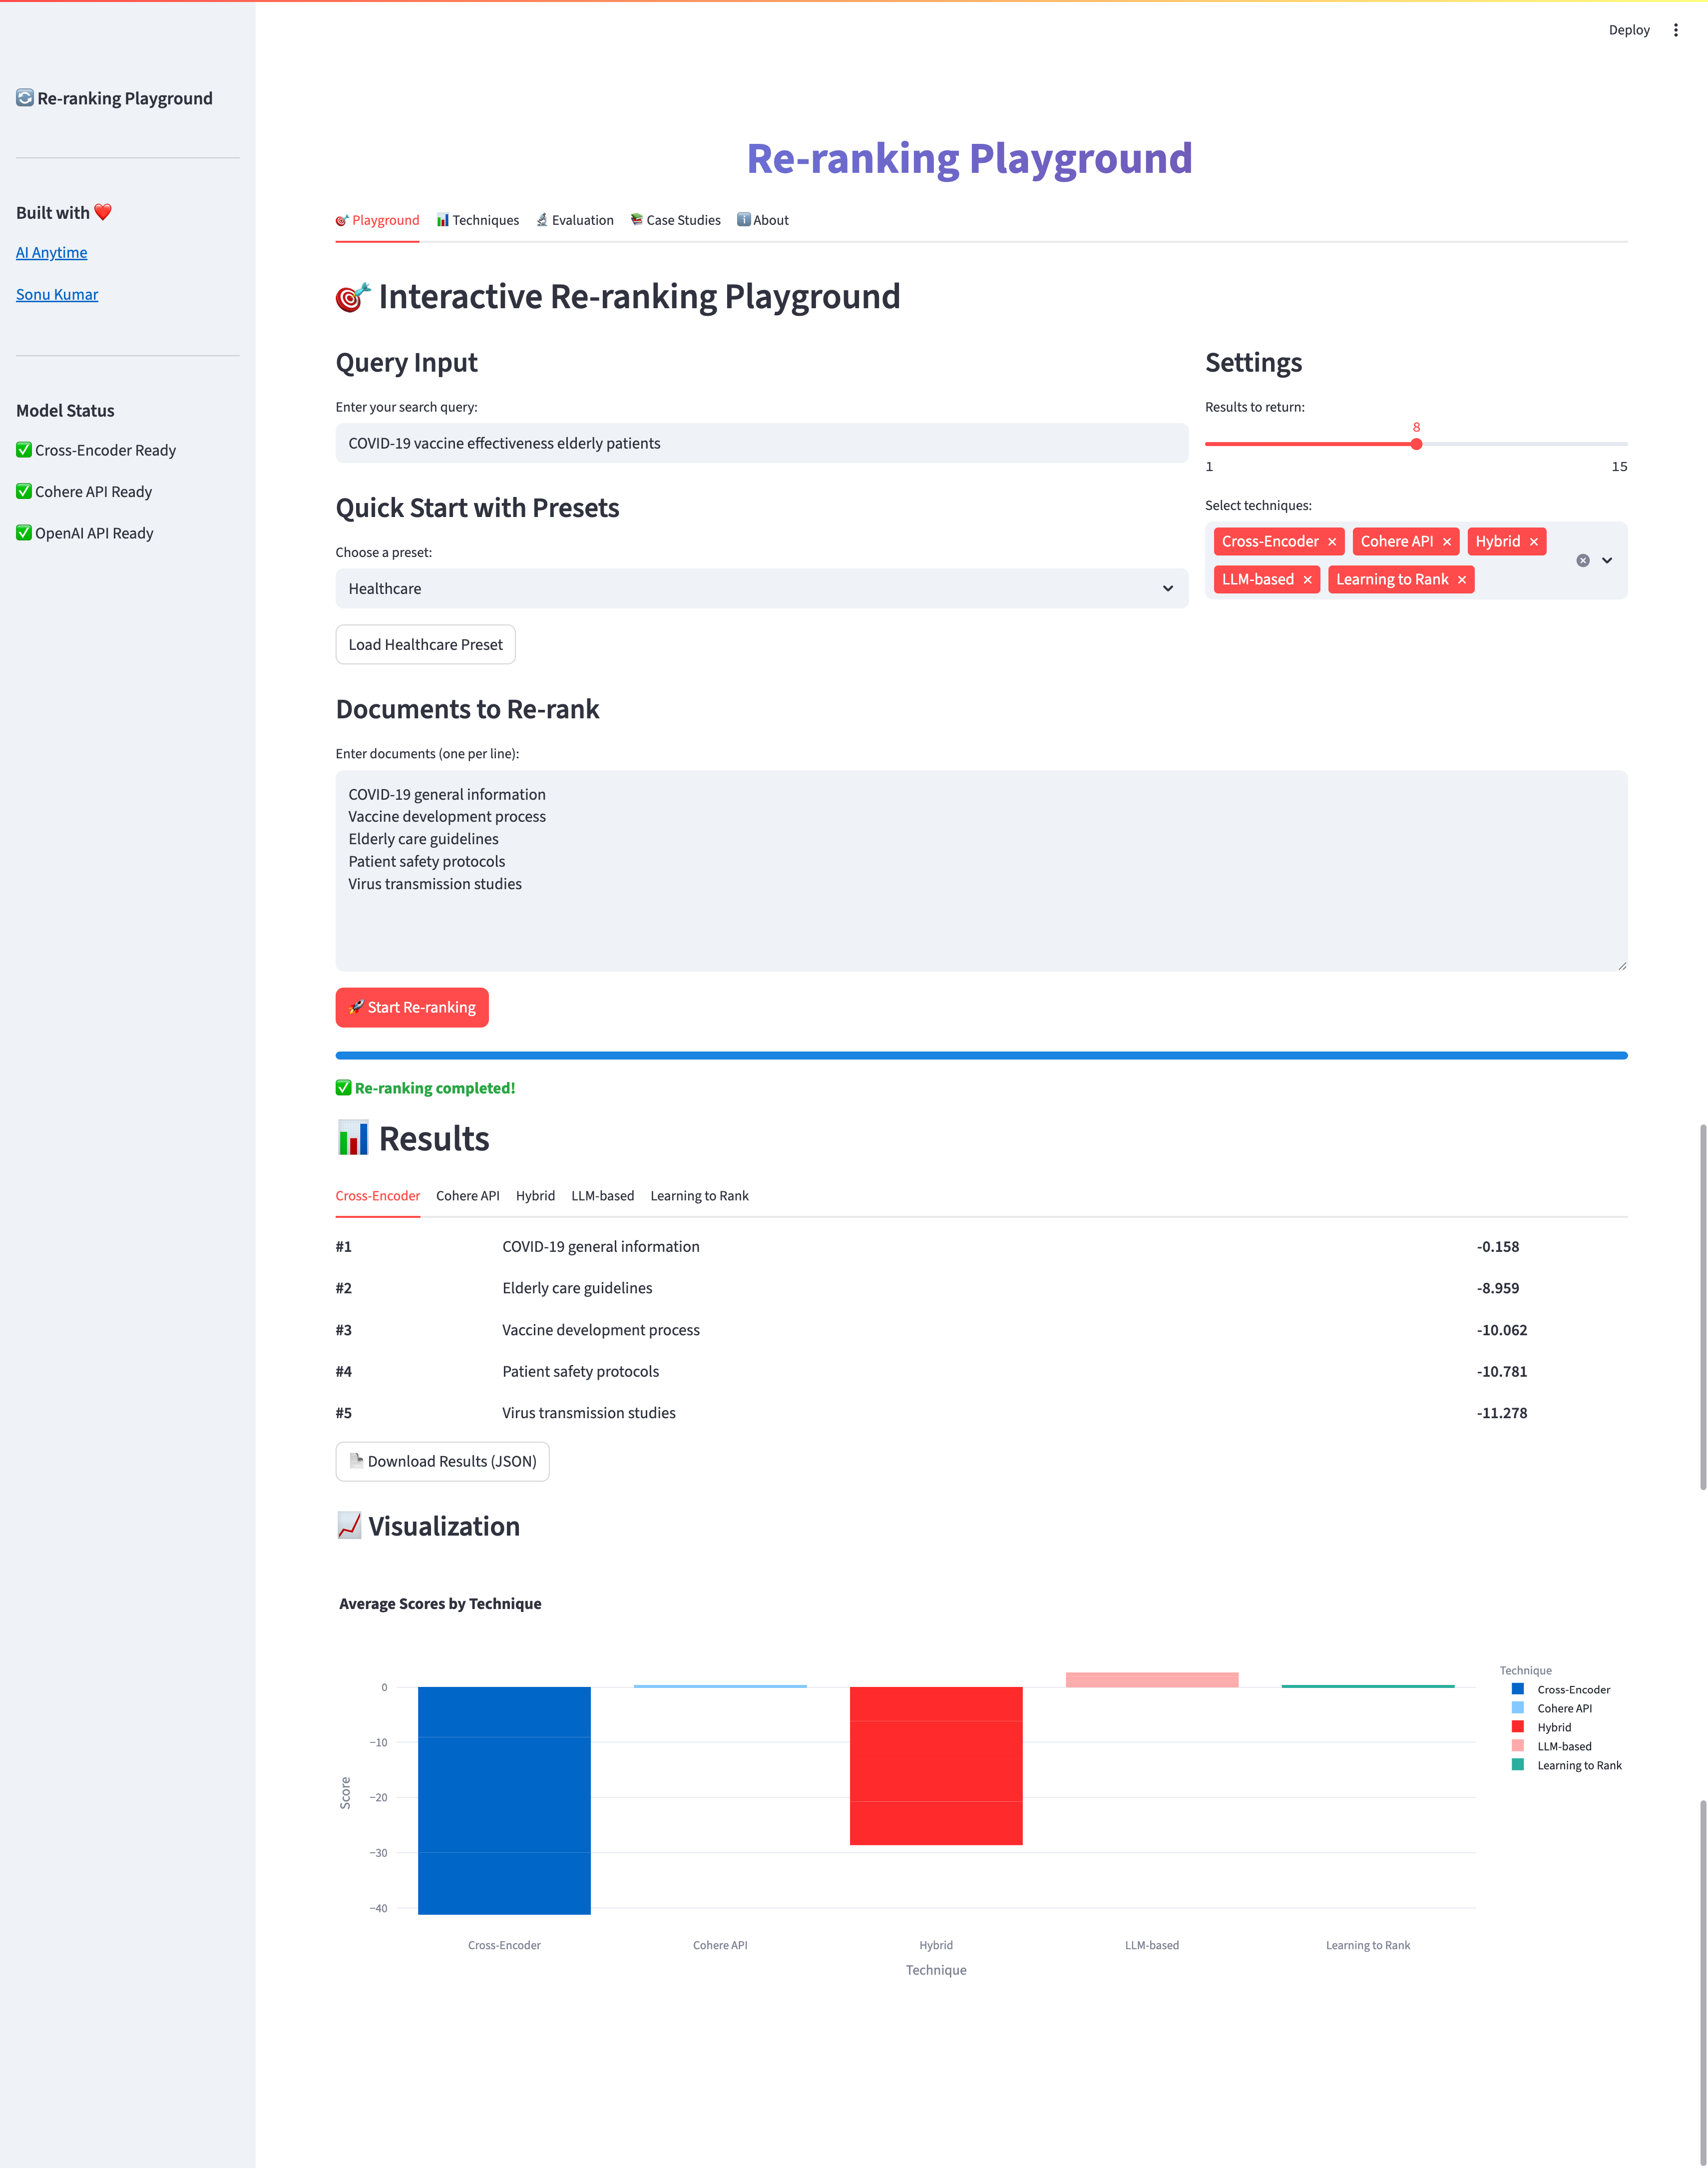 Deploy
Re-ranking Playground
Built with ❤️
AI Anytime
Sonu Kumar
Model Status
✅ Cross-Encoder Ready
✅ Cohere API Ready
✅ OpenAI API Ready
Re-ranking Playground
Playground Techniques Evaluation Case Studies About
Interactive Re-ranking Playground
Query Input
Enter your search query:
COVID-19 vaccine effectiveness elderly patients
Quick Start with Presets
Choose a preset:
Healthcare
Load Healthcare Preset
Settings
Results to return:
8
1 15
Select techniques:
Cross-Encoder × Cohere API × Hybrid ×
LLM-based × Learning to Rank ×
Documents to Re-rank
Enter documents (one per line):
COVID-19 general information
Vaccine development process
Elderly care guidelines
Patient safety protocols
Virus transmission studies
Start Re-ranking
✅ Re-ranking completed!
Results
Cross-Encoder Cohere API Hybrid LLM-based Learning to Rank
#1 COVID-19 general information -0.158
#2 Elderly care guidelines -8.959
#3 Vaccine development process -10.062
#4 Patient safety protocols -10.781
#5 Virus transmission studies -11.278
Download Results (JSON)
Visualization
Average Scores by Technique
0
−10
−20
−30
−40
Score
Cross-Encoder Cohere API Hybrid LLM-based Learning to Rank
Technique
Technique
Cross-Encoder
Cohere API
Hybrid
LLM-based
Learning to Rank